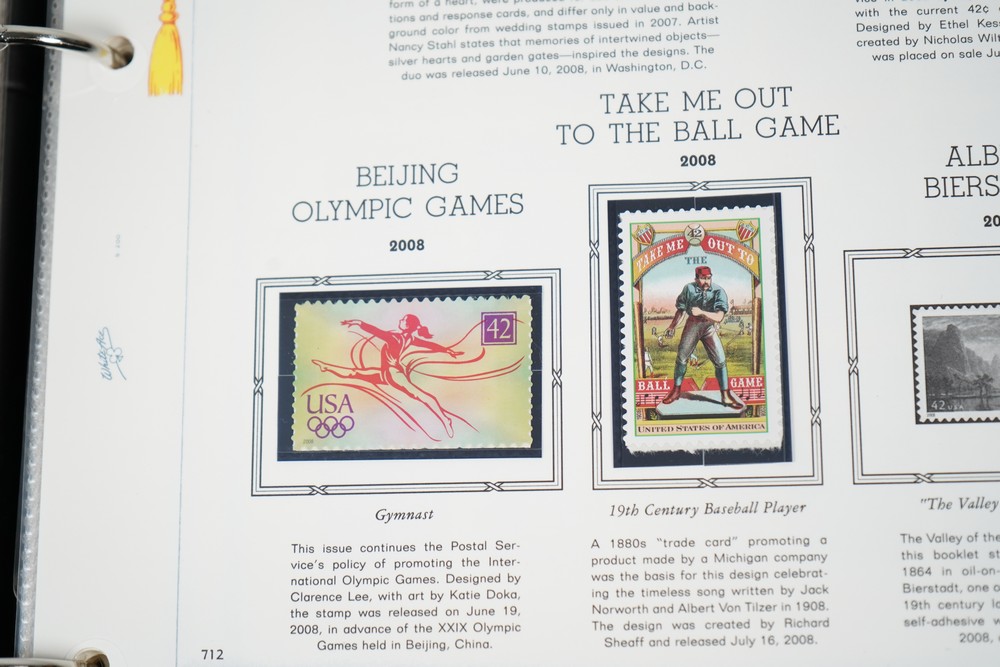 form of a heart, were produced f
tions and response cards, and differ only in value and back-
ground color from wedding stamps issued in 2007. Artist
Nancy Stahl states that memories of intertwined objects—
silver hearts and garden gates—inspired the designs. The
duo was released June 10, 2008, in Washington, D.C.
with the current 42¢
Designed by Ethel Kes
created by Nicholas Wilt
was placed on sale Ju
BEIJING
OLYMPIC GAMES
2008
42
USA
2008
Gymnast
This issue continues the Postal Ser-
vice's policy of promoting the Inter-
national Olympic Games. Designed by
Clarence Lee, with art by Katie Doka,
the stamp was released on June 19,
2008, in advance of the XXIX Olympic
Games held in Beijing, China.
TAKE ME OUT
TO THE BALL GAME
2008
42
TAKE ME OUT TO
THE
BALL GAME
UNITED STATES OF AMERICA
19th Century Baseball Player
A 1880s "trade card" promoting a
product made by a Michigan company
was the basis for this design celebrat-
ing the timeless song written by Jack
Norworth and Albert Von Tilzer in 1908.
The design was created by Richard
Sheaff and released July 16, 2008.
ALB
BIERS
20
42 USA
2008
"The Valley
The Valley of the
this booklet st
1864 in oil-on-
Bierstadt, one o
19th century la
self-adhesive w
2008,
White Ace
712